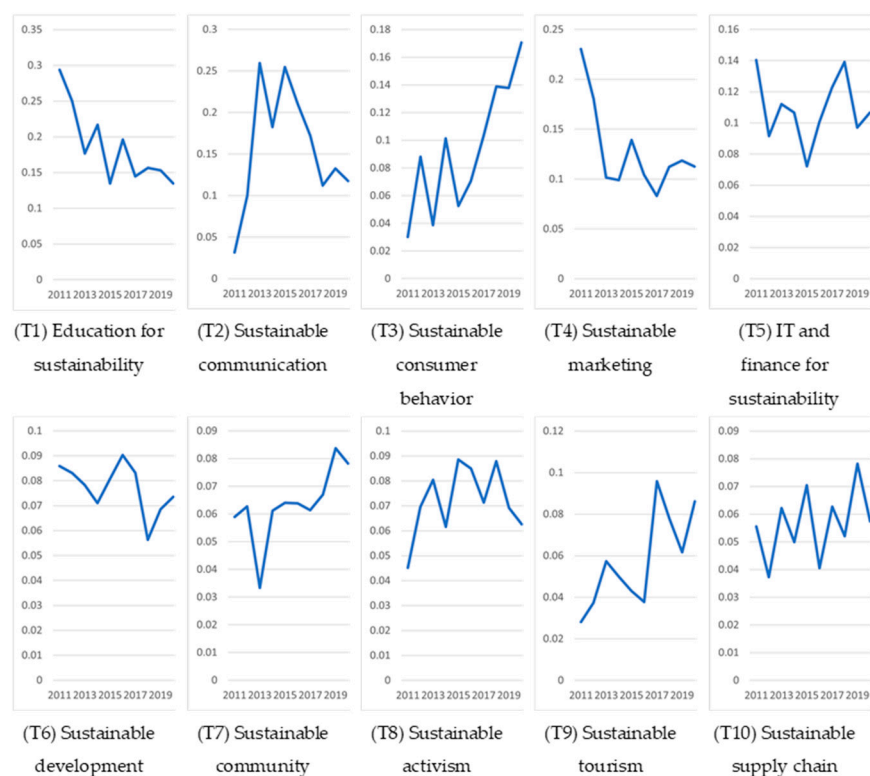 0.35
0.3
0.25
0.2
0.15
0.1
0.05
0
2011 2013 2015 2017 2019
(T1) Education for
sustainability
0.3
0.25
0.2
0.15
0.1
0.05
0
2011 2013 2015 2017 2019
(T2) Sustainable
communication
0.18
0.16
0.14
0.12
0.1
0.08
0.06
0.04
0.02
0
2011 2013 2015 2017 2019
(T3) Sustainable
consumer
behavior
0.25
0.2
0.15
0.1
0.05
0
2011 2013 2015 2017 2019
(T4) Sustainable
marketing
0.16
0.14
0.12
0.1
0.08
0.06
0.04
0.02
0
2011 2013 2015 2017 2019
(T5) IT and
finance for
sustainability
0.1
0.09
0.08
0.07
0.06
0.05
0.04
0.03
0.02
0.01
0
2011 2013 2015 2017 2019
(T6) Sustainable
development
0.09
0.08
0.07
0.06
0.05
0.04
0.03
0.02
0.01
0
2011 2013 2015 2017 2019
(T7) Sustainable
community
0.1
0.09
0.08
0.07
0.06
0.05
0.04
0.03
0.02
0.01
0
2011 2013 2015 2017 2019
(T8) Sustainable
activism
0.12
0.1
0.08
0.06
0.04
0.02
0
2011 2013 2015 2017 2019
(T9) Sustainable
tourism
0.09
0.08
0.07
0.06
0.05
0.04
0.03
0.02
0.01
0
2011 2013 2015 2017 2019
(T10) Sustainable
supply chain